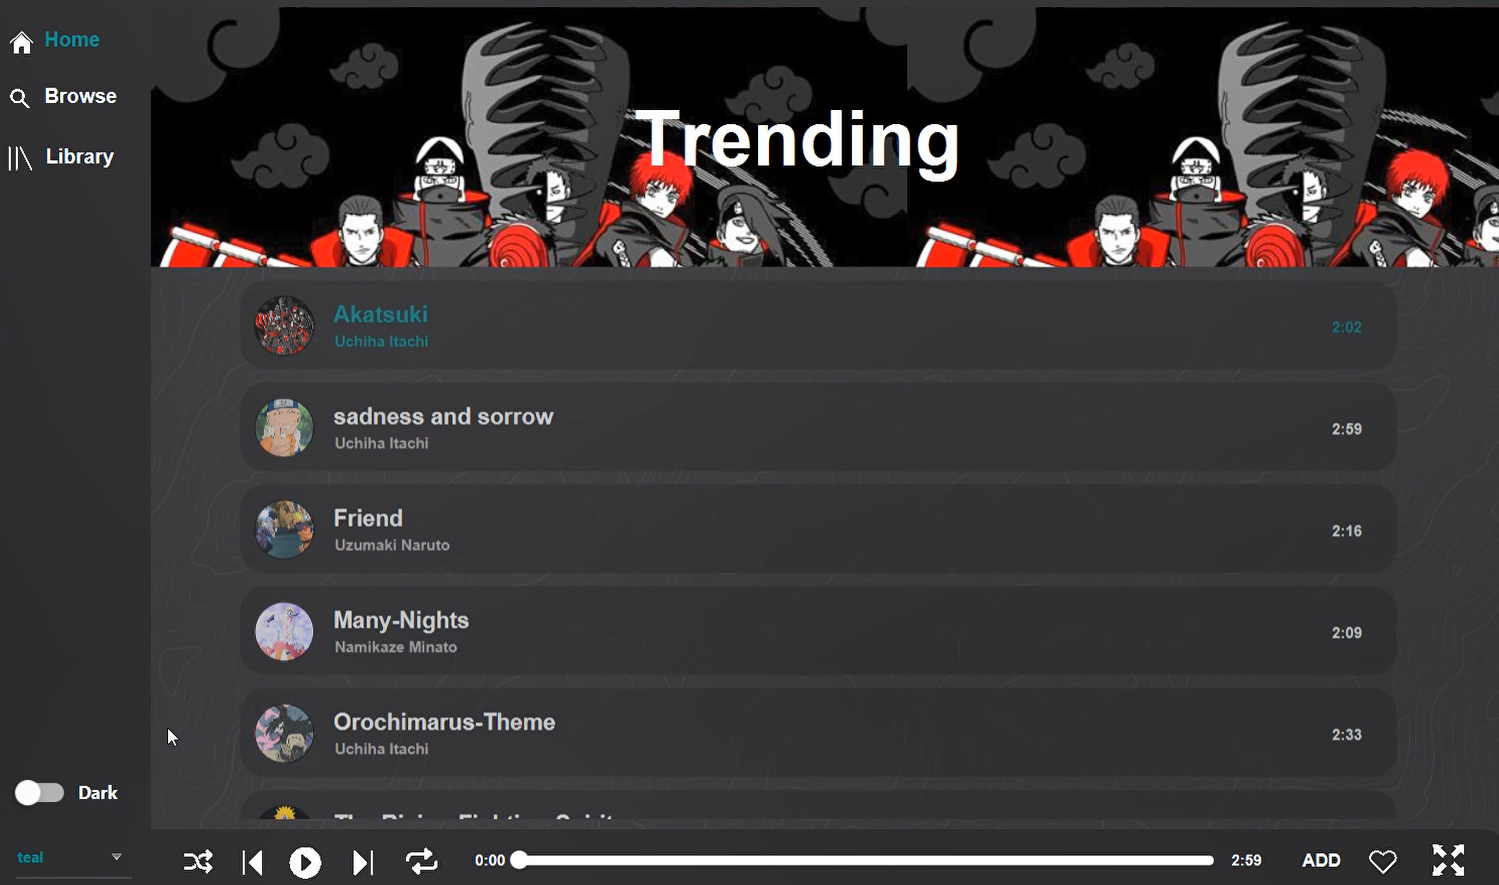 Home
Browse
Library
Trending
Akatsuki
Uchiha Itachi
2:02
sadness and sorrow
Uchiha Itachi
2:59
Friend
Uzumaki Naruto
2:16
Many-Nights
Namikaze Minato
2:09
Orochimarus-Theme
Uchiha Itachi
2:33
Dark
teal
0:00
2:59
ADD